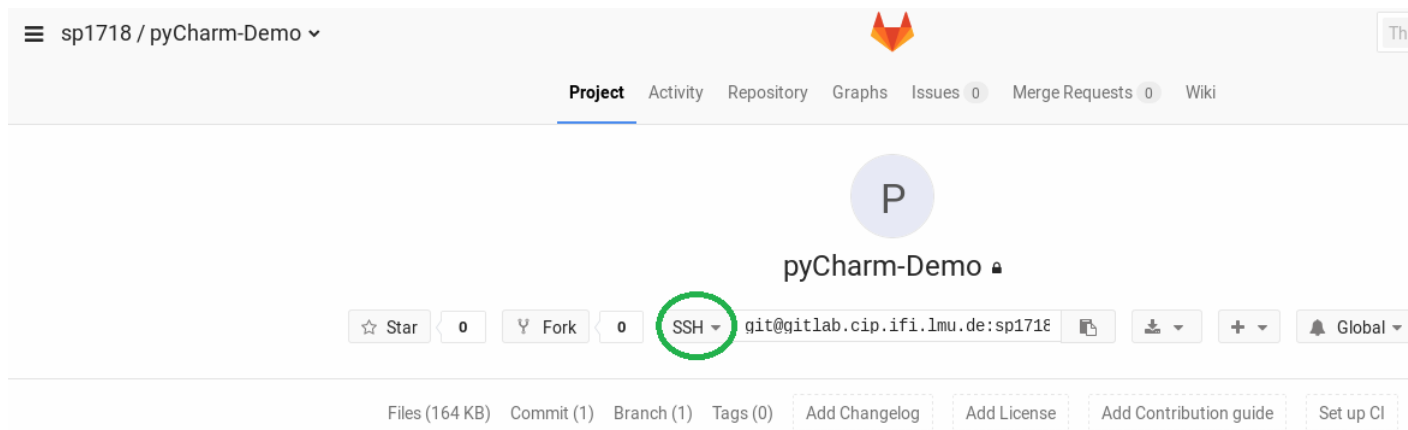 sp1718 / pyCharm-Demo
Th
Project Activity Repository Graphs Issues 0 Merge Requests 0 Wiki
P
pyCharm-Demo
Star 0 Fork 0 SSH git@gitlab.cip.ifi.lmu.de:sp1718 Global
Files (164 KB) Commit (1) Branch (1) Tags (0) Add Changelog Add License Add Contribution guide Set up CI